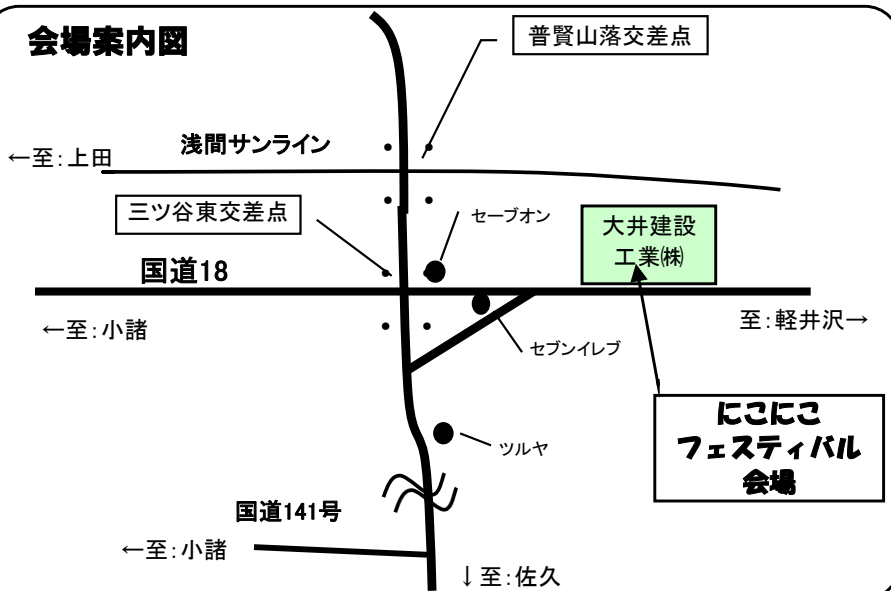 会場案内図
普賢山落交差点
浅間サンライン
←至:上田
三ツ谷東交差点
セーブオン
大井建設
工業㈱
国道18
←至:小諸
至:軽井沢→
セブンイレブ
にこにこ
フェスティバル
会場
ツルヤ
国道141号
←至:小諸
↓至:佐久